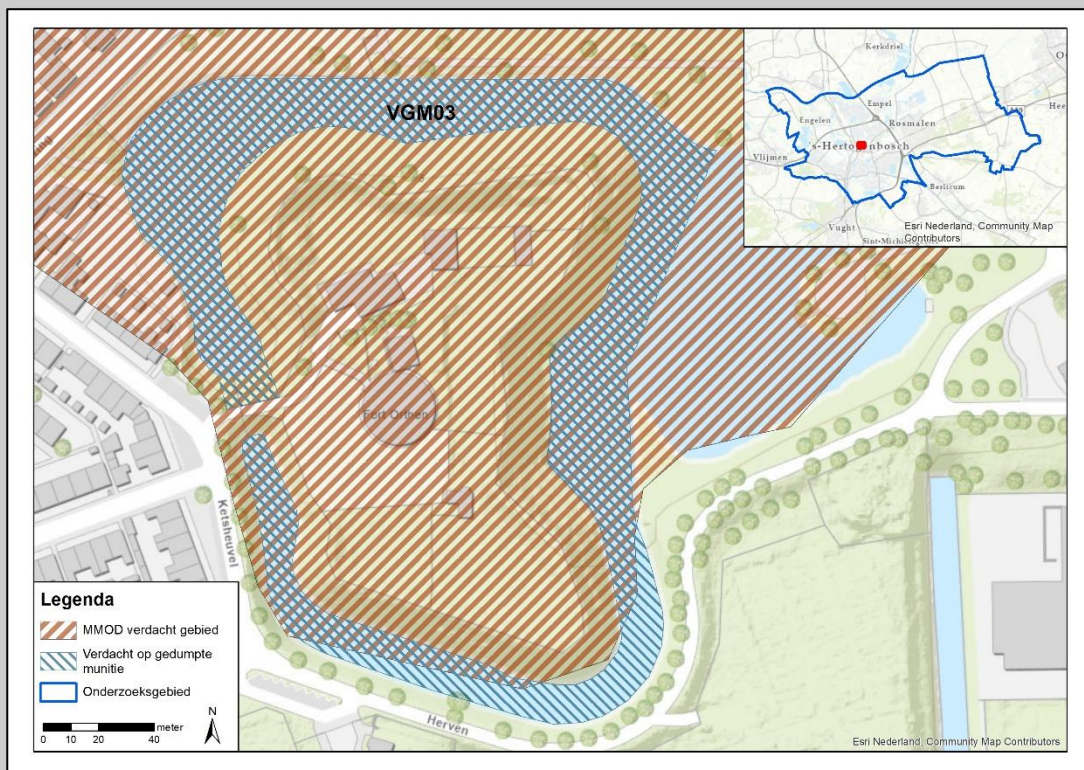 VGM03
Kerkdriel
Empel
Engelen
Rosmalen
Vlijmen
's-Hertogenbosch
Berlicum
Vught
Esri Nederland, Community Map
Contributors
Fort Orthen
Ketsheuvel
Herven
Legenda
MMOD verdacht gebied
Verdacht op gedumpte
munitie
Onderzoeksgebied
N
meter
0 10 20 40
Esri Nederland, Community Map Contributors